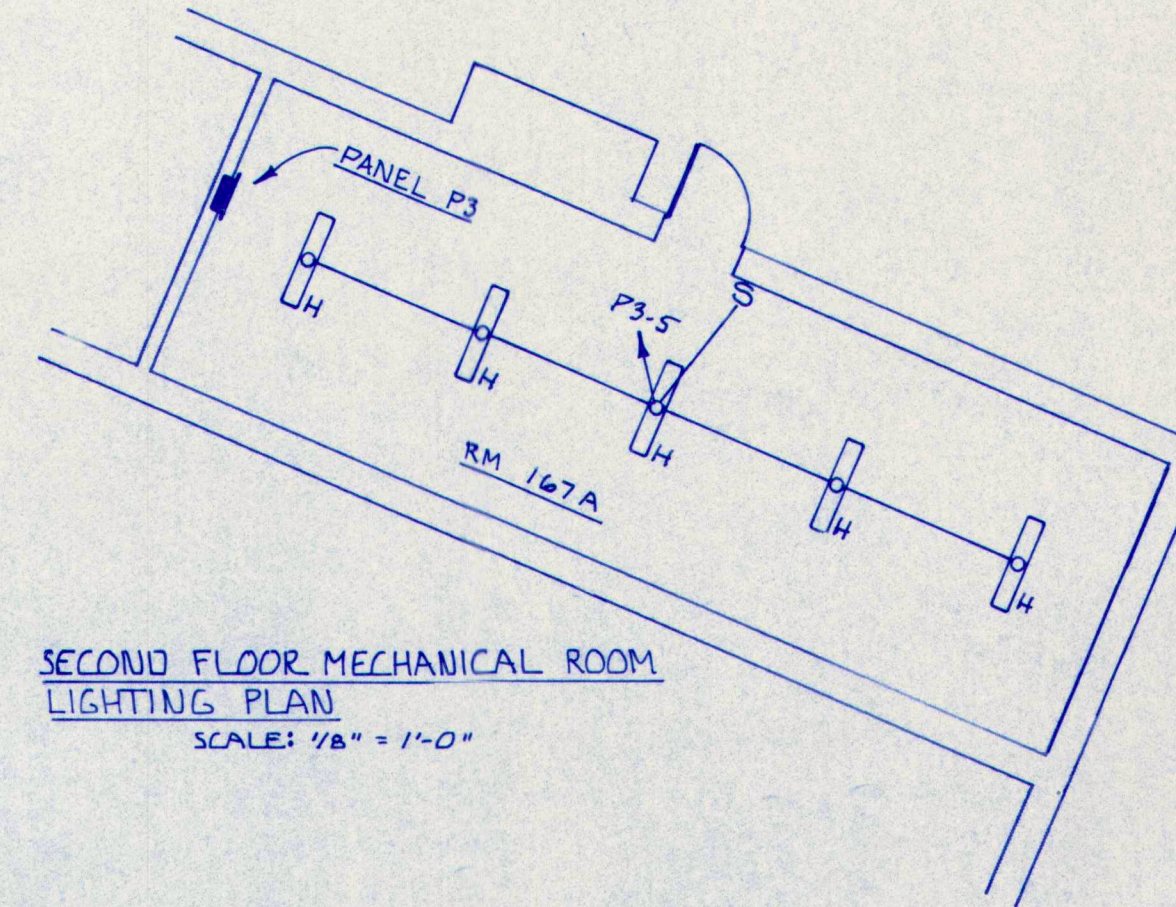 PANEL P3
H
H
P3-5
S
H
RM 167A
H
H
SECOND FLOOR MECHANICAL ROOM
LIGHTING PLAN
SCALE: 1/8" = 1'-0"